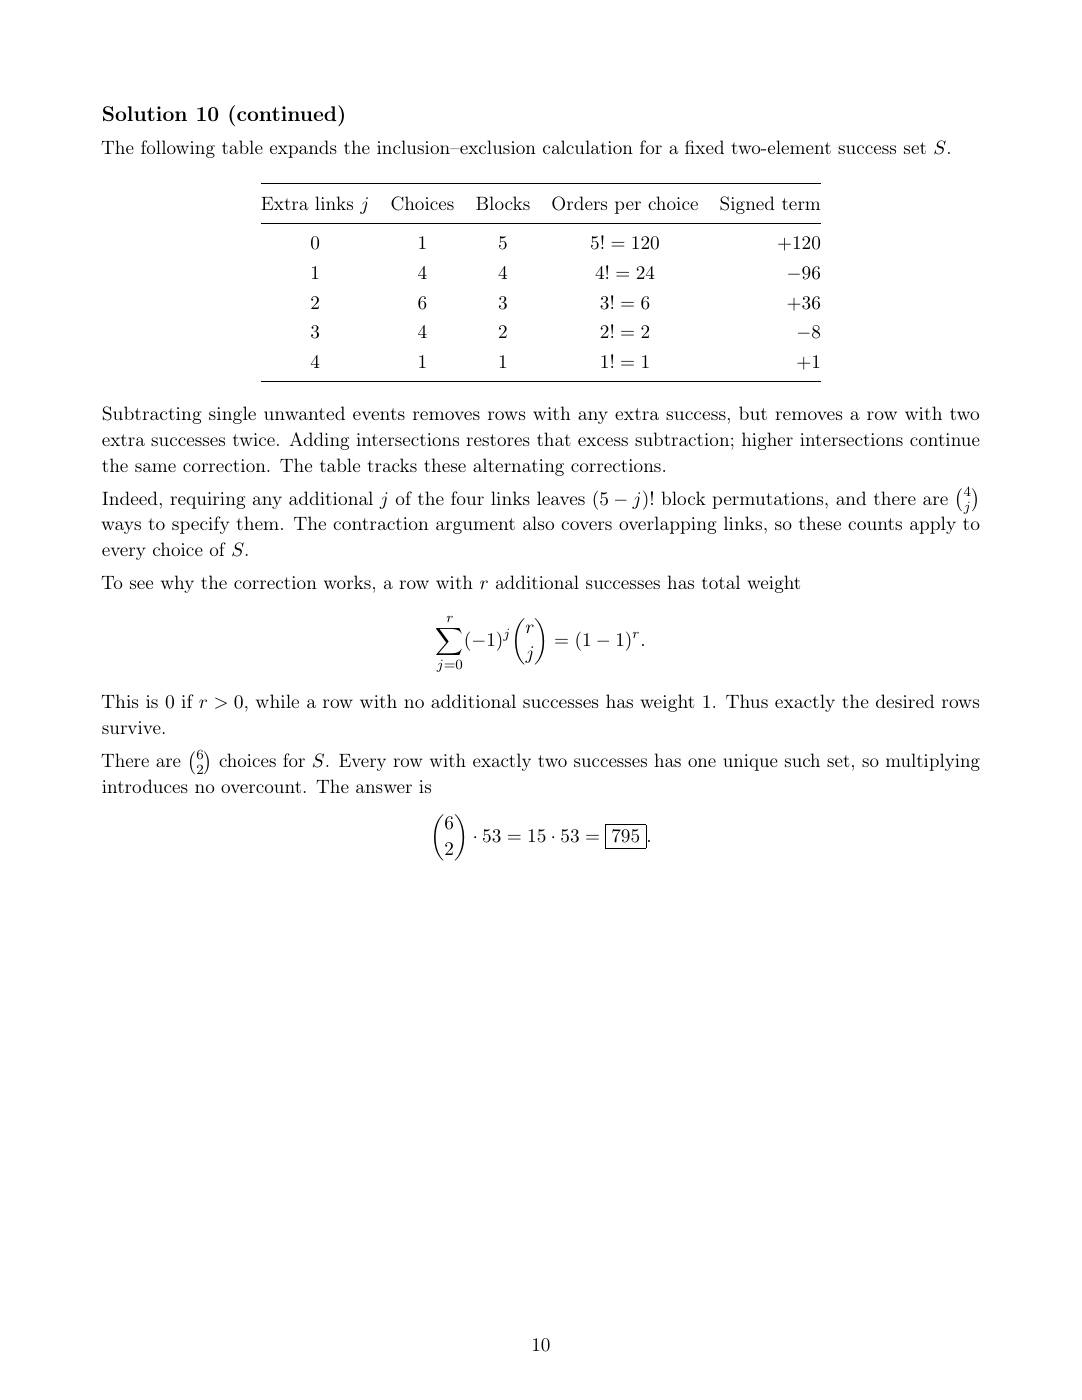 Solution 10 (continued)
The following table expands the inclusion–exclusion calculation for a fixed two-element success set S.
Extra links j Choices Blocks Orders per choice Signed term
0 1 5 5! = 120 +120
1 4 4 4! = 24 −96
2 6 3 3! = 6 +36
3 4 2 2! = 2 −8
4 1 1 1! = 1 +1
Subtracting single unwanted events removes rows with any extra success, but removes a row with two
extra successes twice. Adding intersections restores that excess subtraction; higher intersections continue
the same correction. The table tracks these alternating corrections.
Indeed, requiring any additional j of the four links leaves (5 − j)! block permutations, and there are \binom{4}{j}
ways to specify them. The contraction argument also covers overlapping links, so these counts apply to
every choice of S.
To see why the correction works, a row with r additional successes has total weight
\sum_{j=0}^{r} (−1)^j \binom{r}{j} = (1 − 1)^r.
This is 0 if r > 0, while a row with no additional successes has weight 1. Thus exactly the desired rows
survive.
There are \binom{6}{2} choices for S. Every row with exactly two successes has one unique such set, so multiplying
introduces no overcount. The answer is
\binom{6}{2} · 53 = 15 · 53 = 795.
10